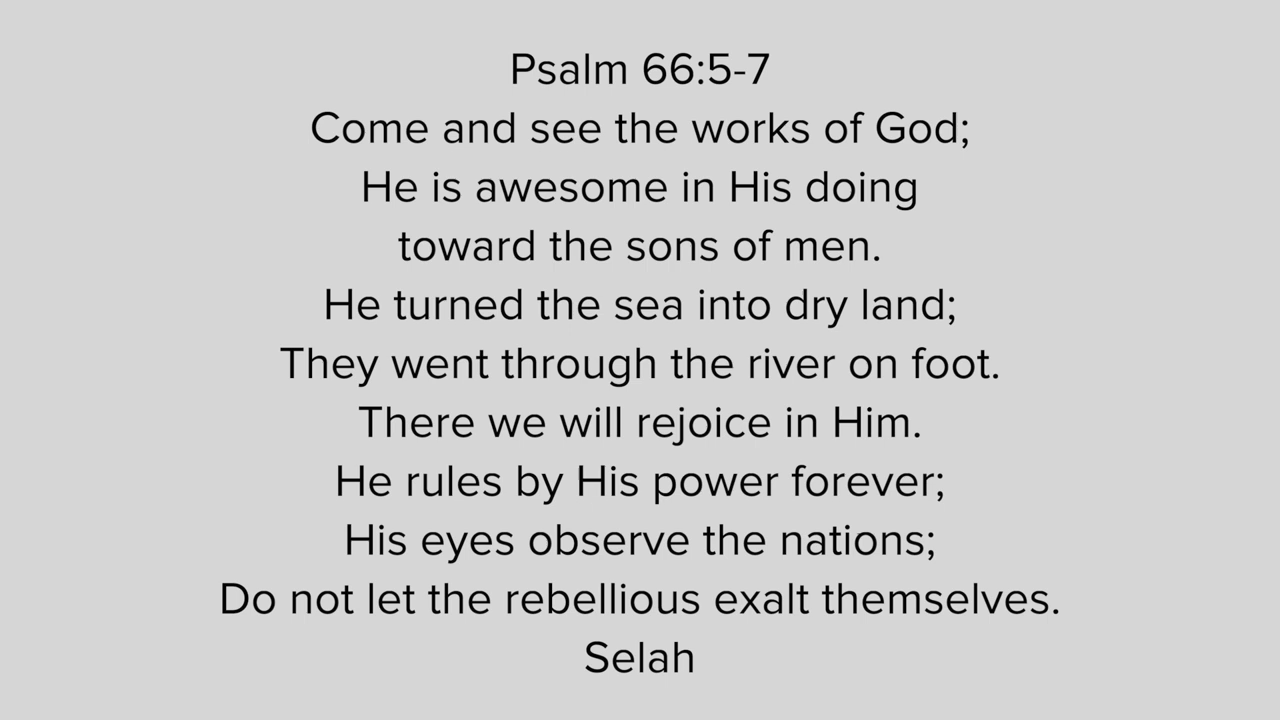 Psalm 66:5-7
Come and see the works of God;
He is awesome in His doing
toward the sons of men.
He turned the sea into dry land;
They went through the river on foot.
There we will rejoice in Him.
He rules by His power forever;
His eyes observe the nations;
Do not let the rebellious exalt themselves.
Selah